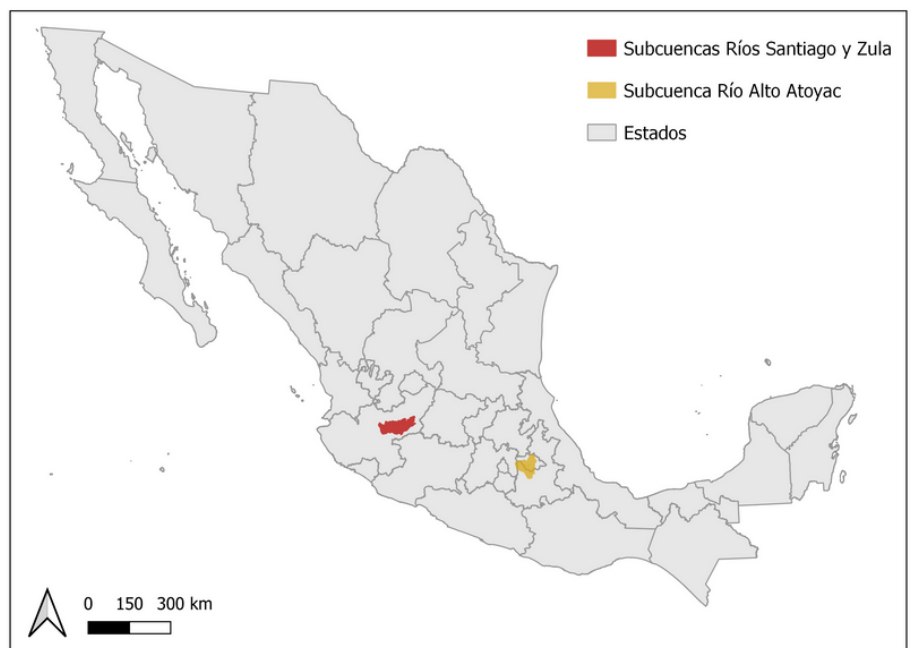 Subcuencas Ríos Santiago y Zula
Subcuenca Río Alto Atoyac
Estados
0 150 300 km